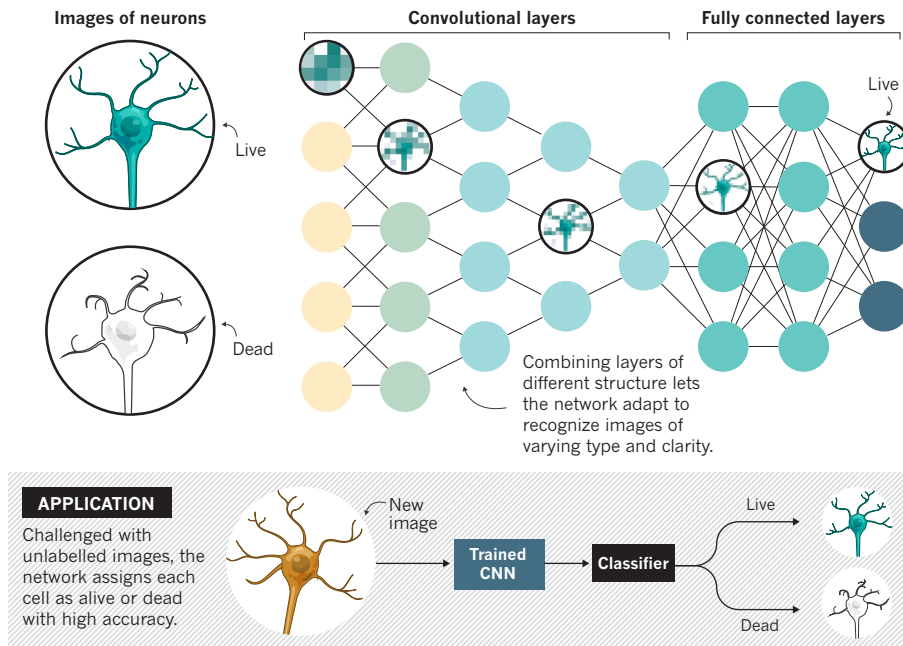 Images of neurons
Convolutional layers
Fully connected layers
Live
Live
Dead
Combining layers of
different structure lets
the network adapt to
recognize images of
varying type and clarity.
APPLICATION
Challenged with
unlabelled images, the
network assigns each
cell as alive or dead
with high accuracy.
New
image
Trained
CNN
Classifier
Live
Dead